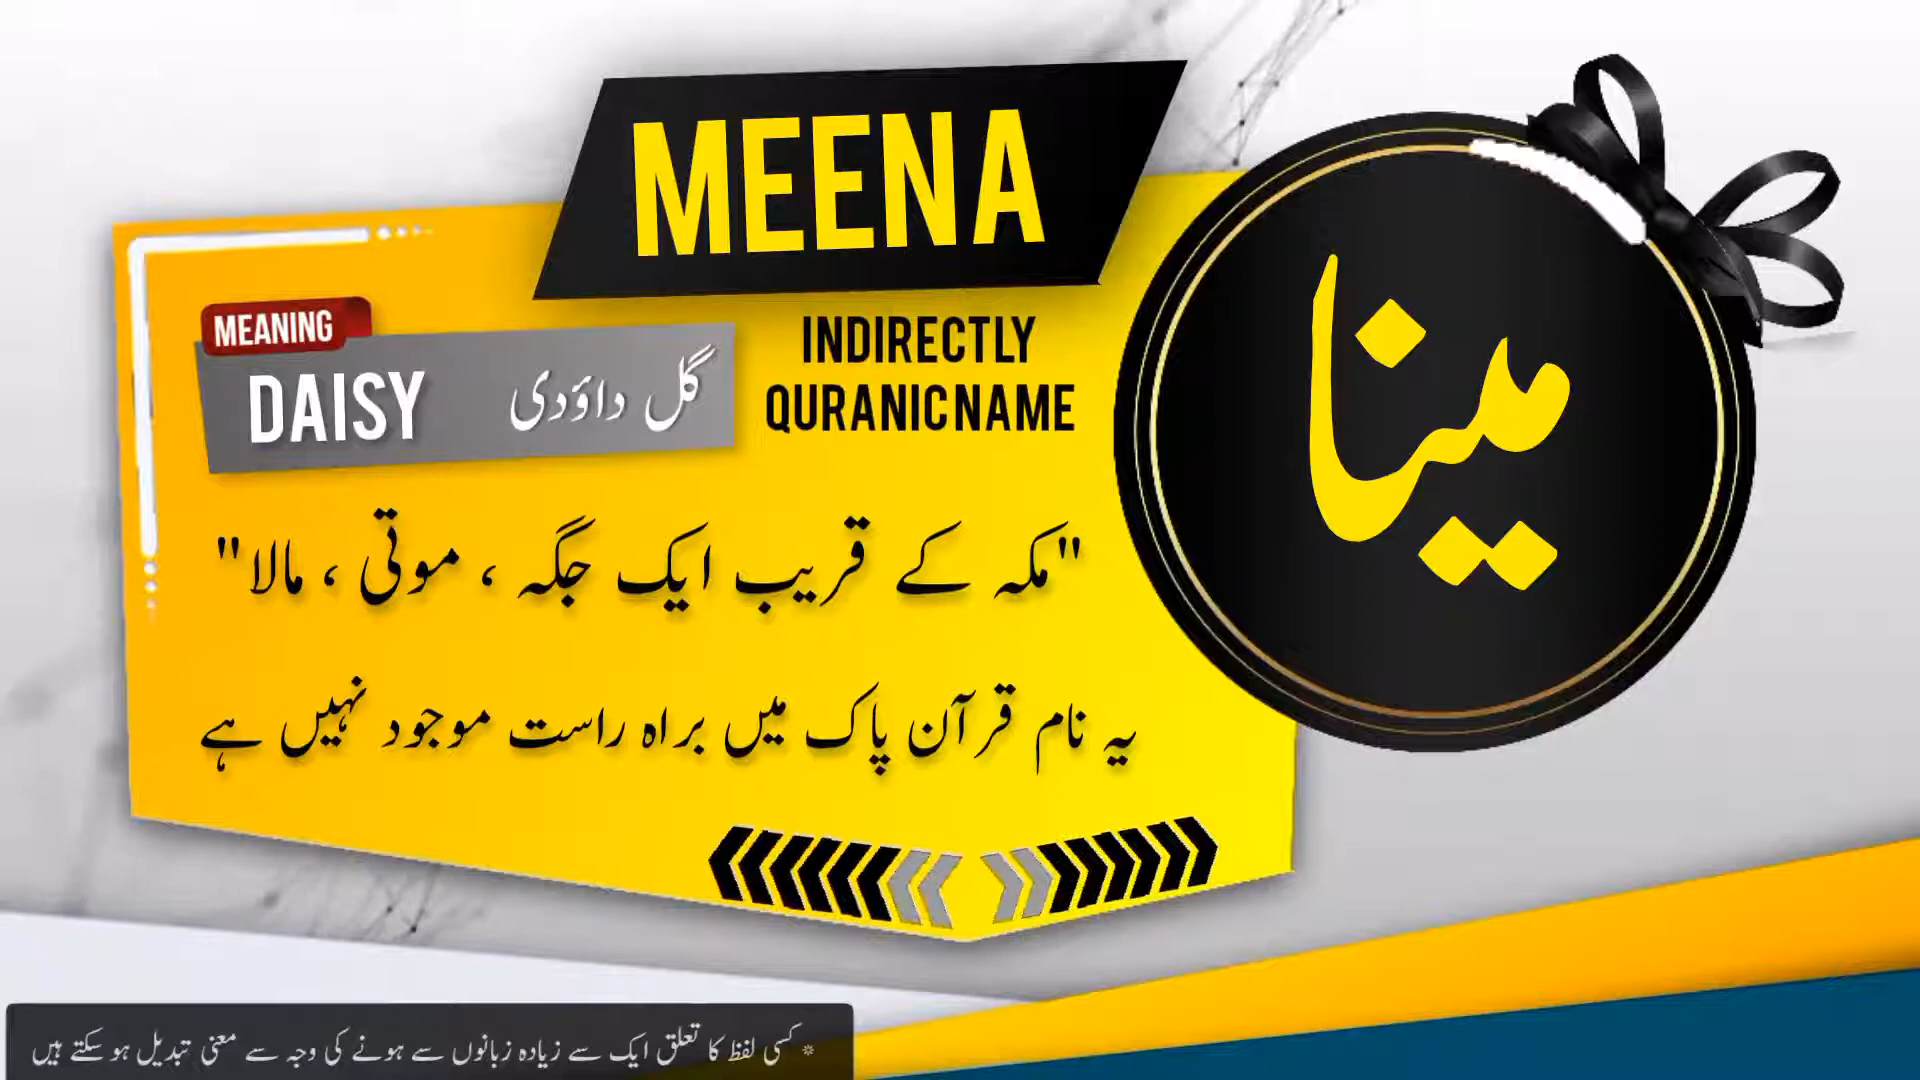 MEENA
مینا
MEANING
DAISY گل داؤدی
INDIRECTLY
QURANIC NAME
"مکہ کے قریب ایک جگہ ، موتی ، مالا"
یہ نام قرآن پاک میں براہ راست موجود نہیں ہے
* کسی لفظ کا تعلق ایک سے زیادہ زبانوں سے ہونے کی وجہ سے معنی تبدیل ہو سکتے ہیں